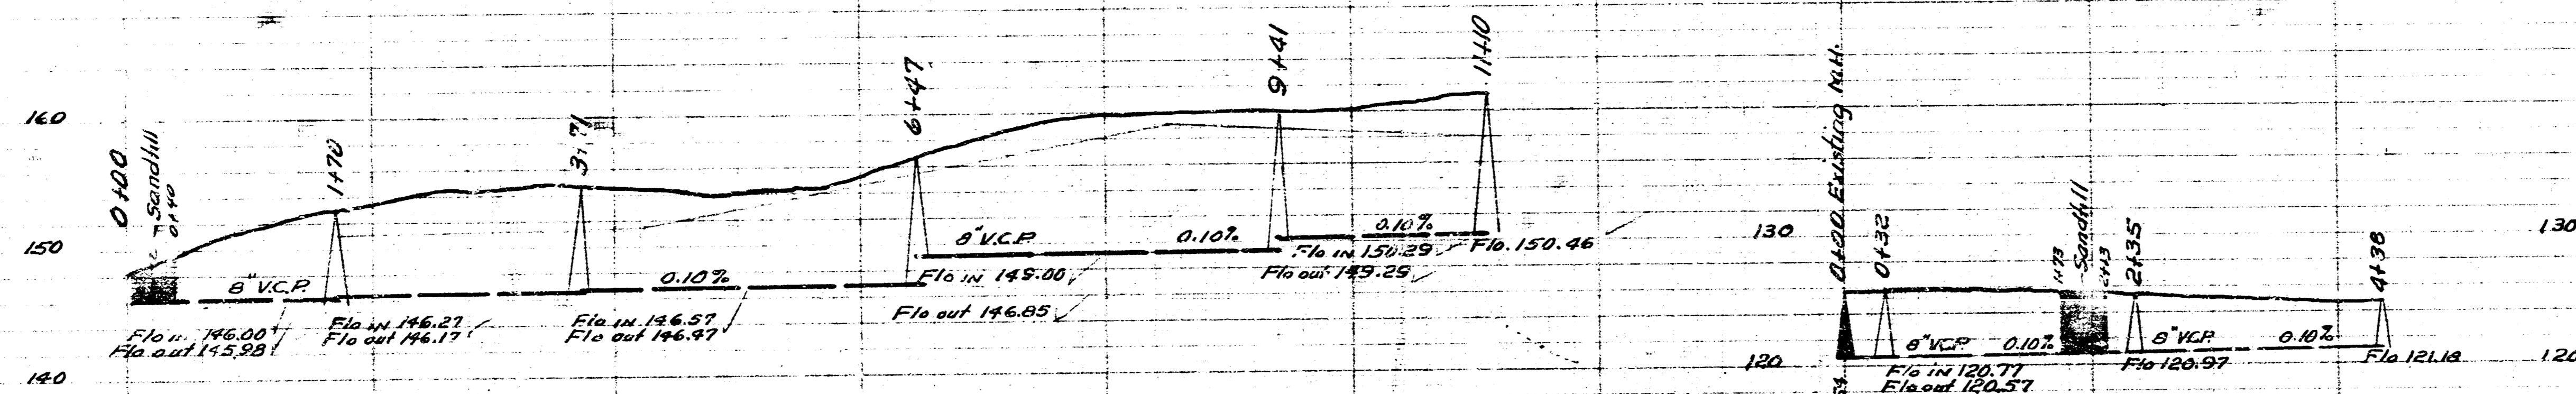 160
150
140
0+00
Sandhill
0+40
1+70
3+71
6+47
9+41
11+10
8" V.C.P.
0.10%
8" V.C.P.
0.10%
0.10%
Flo in 146.00
Flo out 145.98
Flo in 146.27
Flo out 146.17
Flo in 146.57
Flo out 146.47
Flo in 149.00
Flo out 146.85
Flo in 150.29
Flo out 149.29
Flo. 150.46
130
120
0+00 Existing M.H.
0+32
1+73
Sandhill
2+13
2+35
4+38
130
120
8" V.C.P. 0.10%
8" V.C.P. 0.10%
Flo in 120.77
Flo out 120.57
Flo 120.97
Flo 121.18